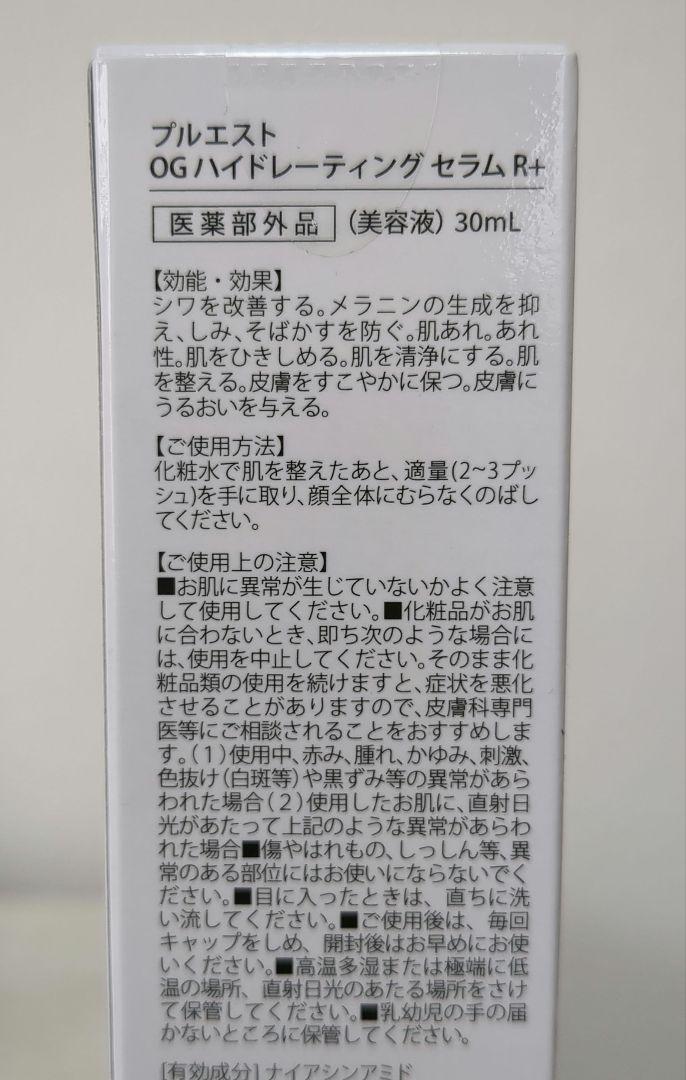 プルエスト
OG ハイドレーティング セラム R+
医薬部外品 （美容液）30mL
【効能・効果】
シワを改善する。メラニンの生成を抑
え、しみ、そばかすを防ぐ。肌あれ。あれ
性。肌をひきしめる。肌を清浄にする。肌
を整える。皮膚をすこやかに保つ。皮膚に
うるおいを与える。
【ご使用方法】
化粧水で肌を整えたあと、適量(2~3プッ
シュ)を手に取り、顔全体にむらなくのばし
てください。
【ご使用上の注意】
■お肌に異常が生じていないかよく注意
して使用してください。■化粧品がお肌
に合わないとき、即ち次のような場合に
は、使用を中止してください。そのまま化
粧品類の使用を続けますと、症状を悪化
させることがありますので、皮膚科専門
医等にご相談されることをおすすめしま
す。（1）使用中、赤み、腫れ、かゆみ、刺激、
色抜け（白斑等）や黒ずみ等の異常があら
われた場合（2）使用したお肌に、直射日
光があたって上記のような異常があらわ
れた場合■傷やはれもの、しっしん等、異
常のある部位にはお使いにならないでく
ださい。■目に入ったときは、直ちに洗
い流してください。■ご使用後は、毎回
キャップをしめ、開封後はお早めにお使
いください。■高温多湿または極端に低
温の場所、直射日光のあたる場所をさけ
て保管してください。■乳幼児の手の届
かないところに保管してください。
[有効成分] ナイアシンアミド